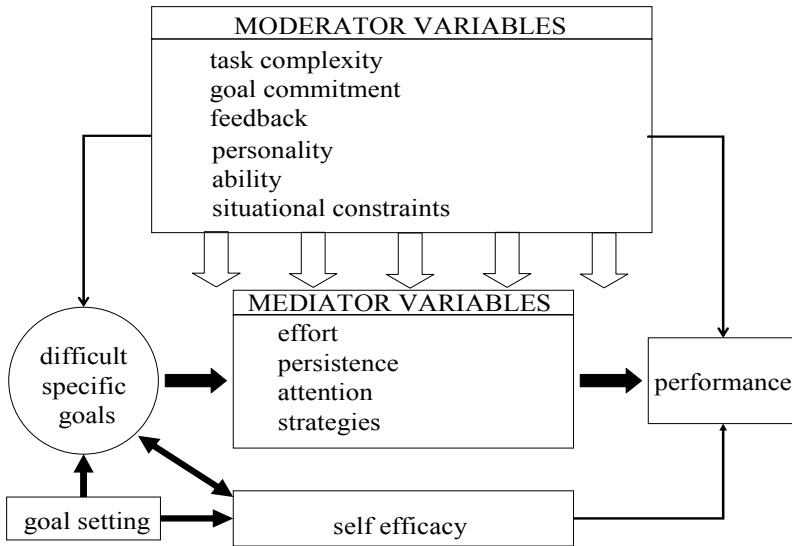 MODERATOR VARIABLES
task complexity
goal commitment
feedback
personality
ability
situational constraints
MEDIATOR VARIABLES
effort
persistence
attention
strategies
difficult
specific
goals
performance
goal setting
self efficacy